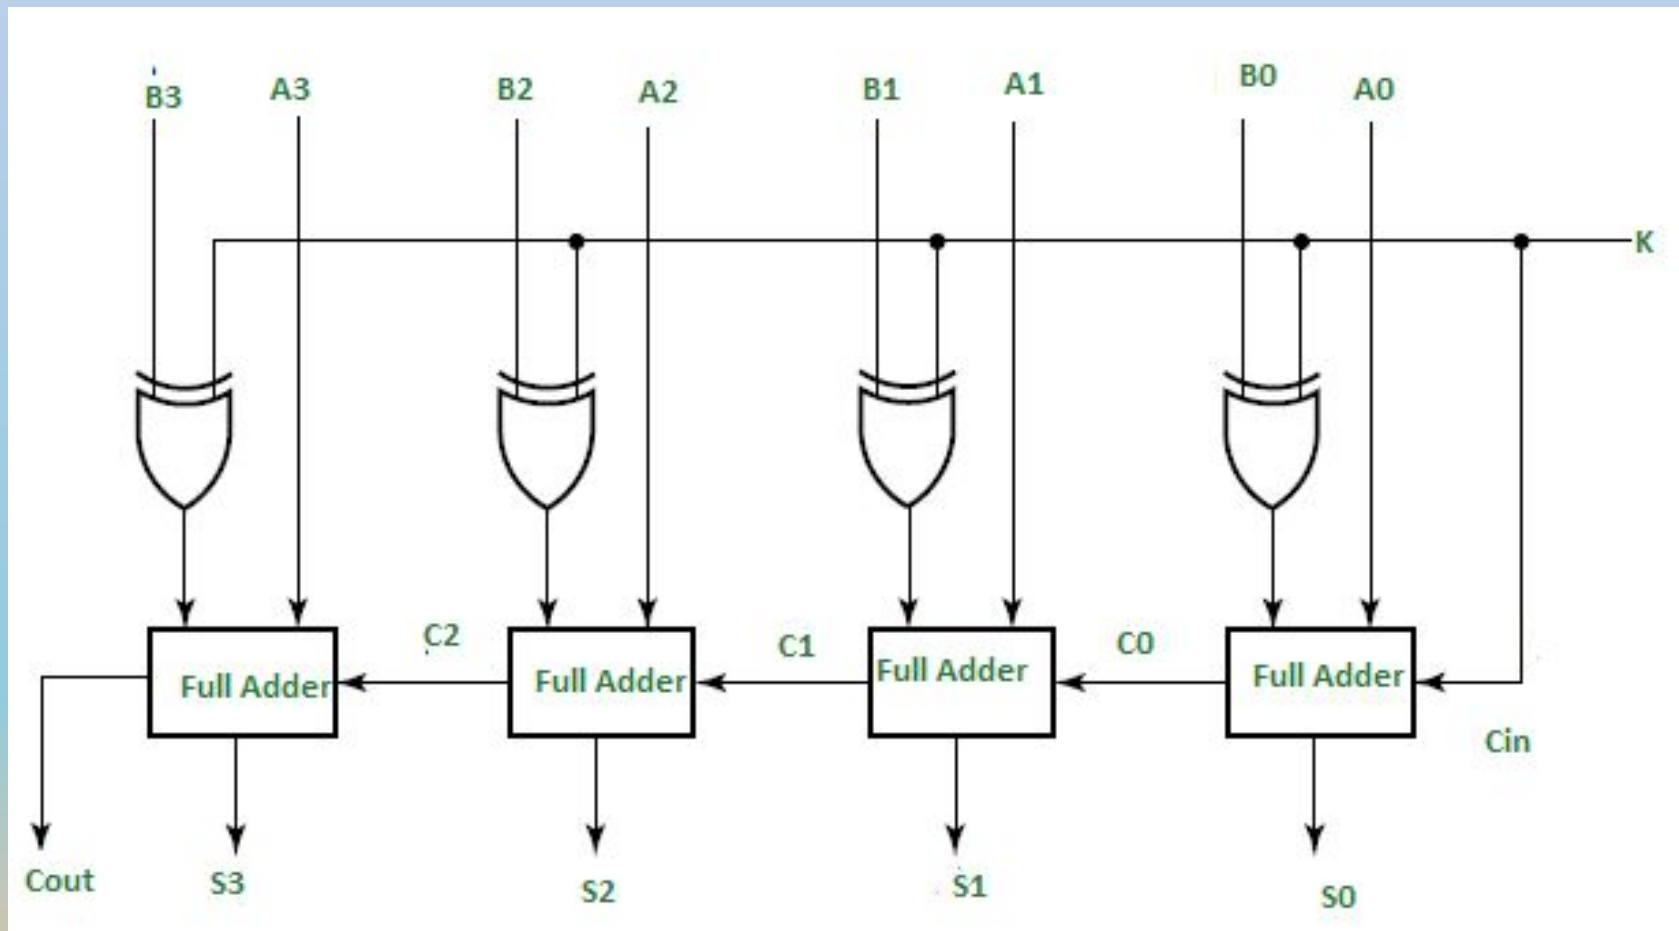 B3 A3 B2 A2 B1 A1 B0 A0
K
C2 C1 C0
Full Adder Full Adder Full Adder Full Adder
Cin
Cout S3 S2 S1 S0